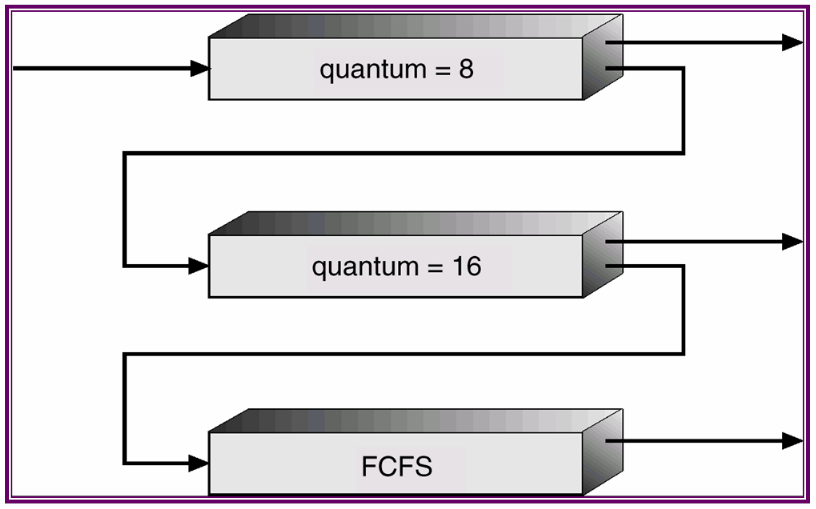 quantum = 8
quantum = 16
FCFS